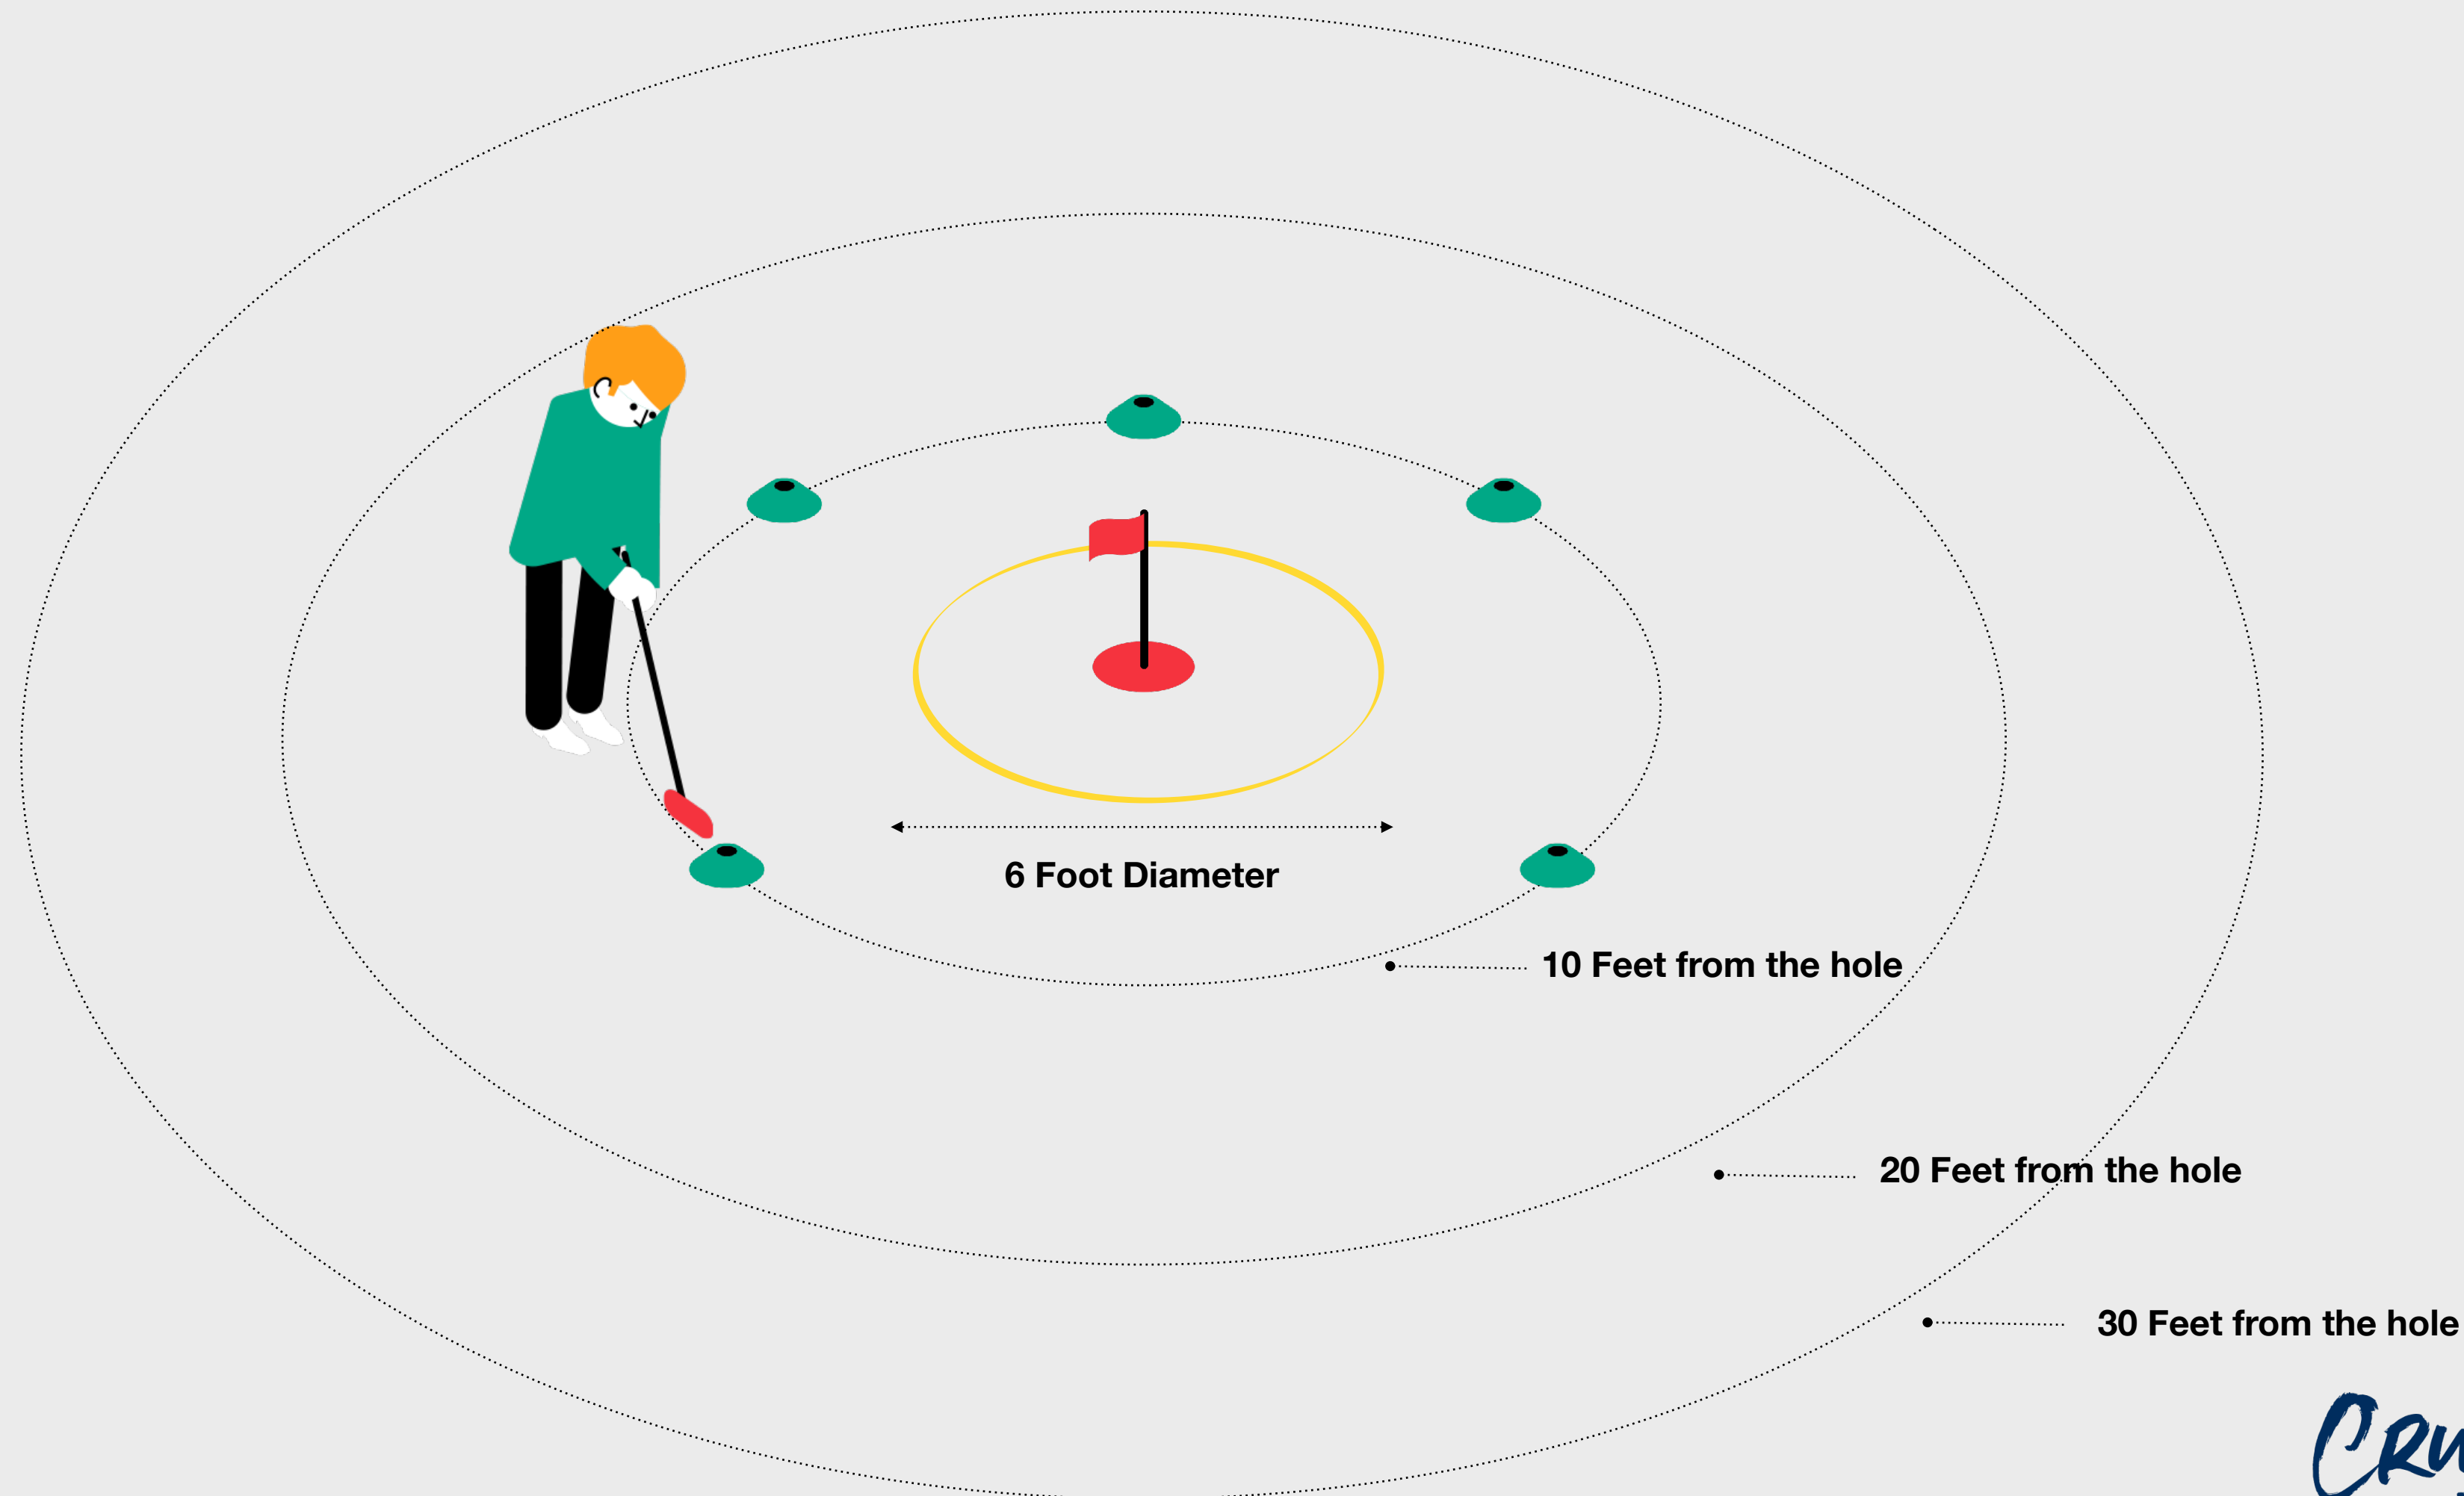 6 Foot Diameter
10 Feet from the hole
20 Feet from the hole
30 Feet from the hole